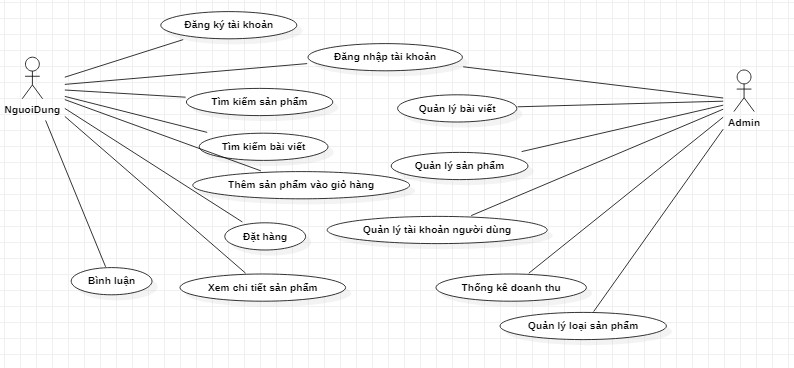 Đăng ký tài khoản
Đăng nhập tài khoản
Tìm kiếm sản phẩm
Quản lý bài viết
NguoiDung
Admin
Tìm kiếm bài viết
Quản lý sản phẩm
Thêm sản phẩm vào giỏ hàng
Đặt hàng
Quản lý tài khoản người dùng
Bình luận
Xem chi tiết sản phẩm
Thống kê doanh thu
Quản lý loại sản phẩm